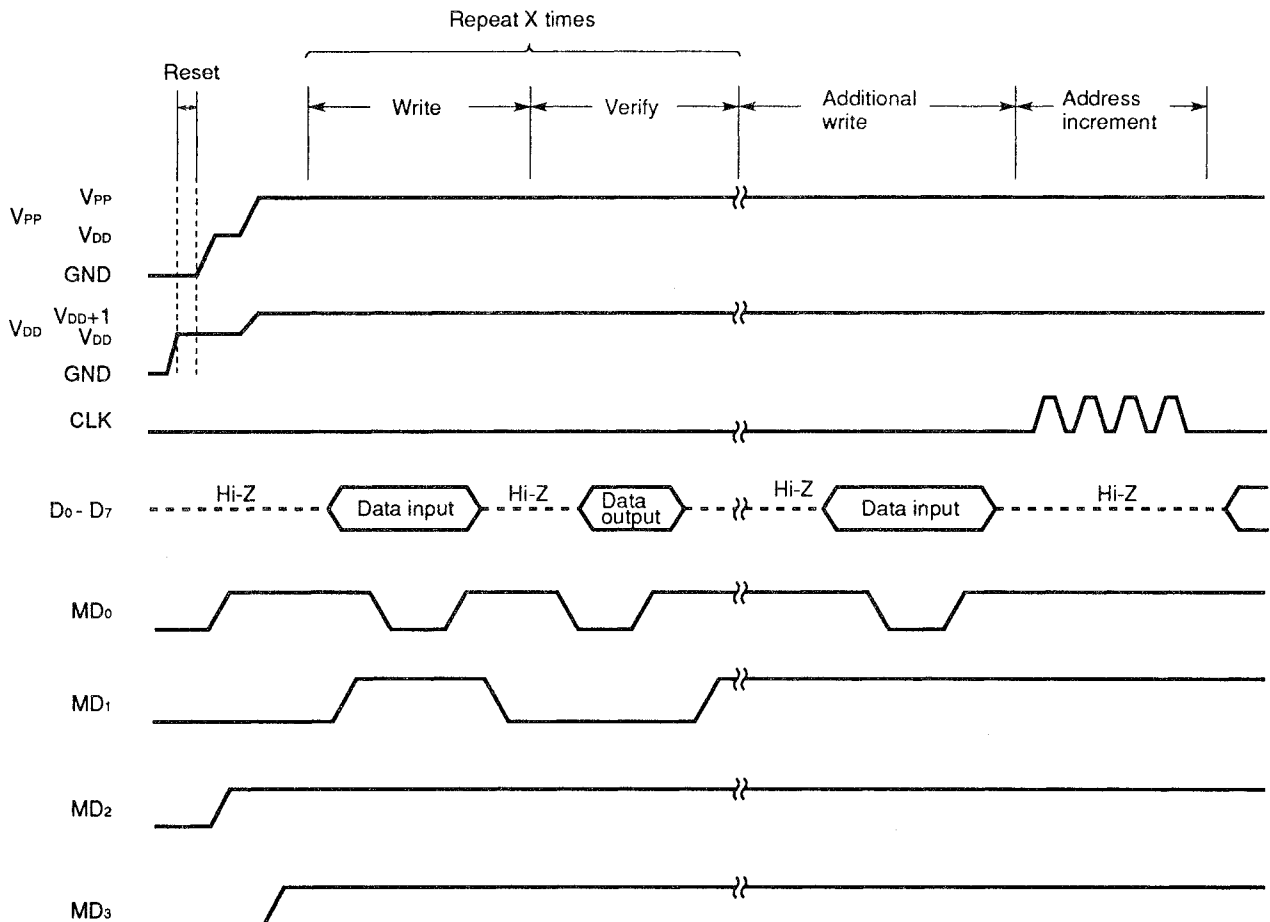 Repeat X times
Reset
Write
Verify
Additional
write
Address
increment
VPP
VPP
VDD
GND
VDD
VDD+1
VDD
GND
CLK
D0 - D7
Hi-Z
Data input
Hi-Z
Data
output
Hi-Z
Data input
Hi-Z
MD0
MD1
MD2
MD3